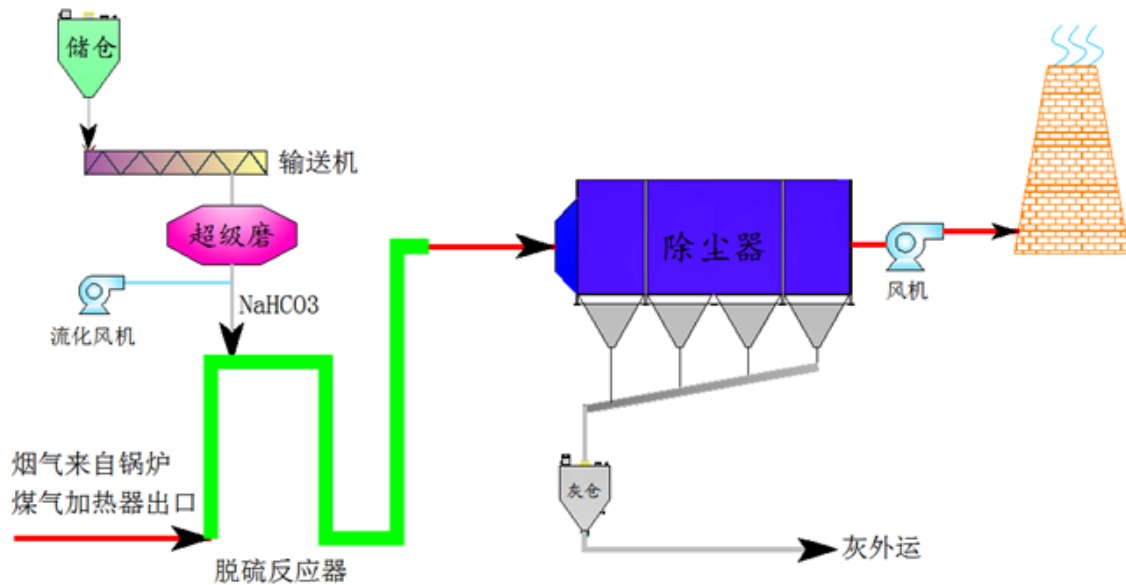 储仓
输送机
超级磨
NaHCO3
流化风机
烟气来自锅炉
煤气加热器出口
脱硫反应器
除尘器
风机
灰仓
灰外运